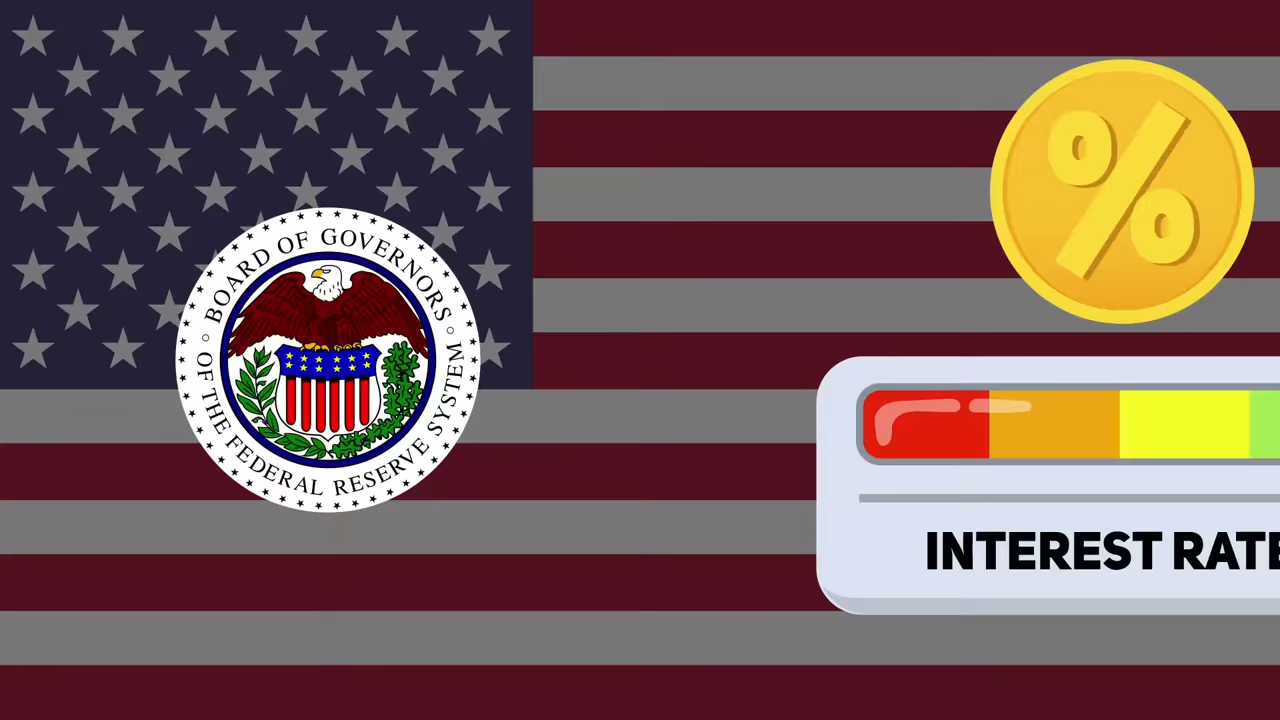 BOARD OF GOVERNORS
OF THE FEDERAL RESERVE SYSTEM
%
INTEREST RATE